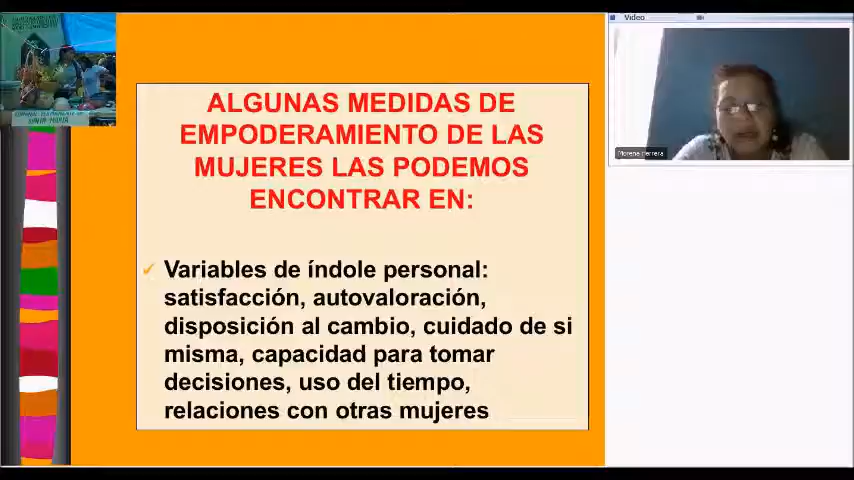 Video
ALGUNAS MEDIDAS DE
EMPODERAMIENTO DE LAS
MUJERES LAS PODEMOS
ENCONTRAR EN:
✓ Variables de índole personal:
satisfacción, autovaloración,
disposición al cambio, cuidado de si
misma, capacidad para tomar
decisiones, uso del tiempo,
relaciones con otras mujeres
Morena Herrera